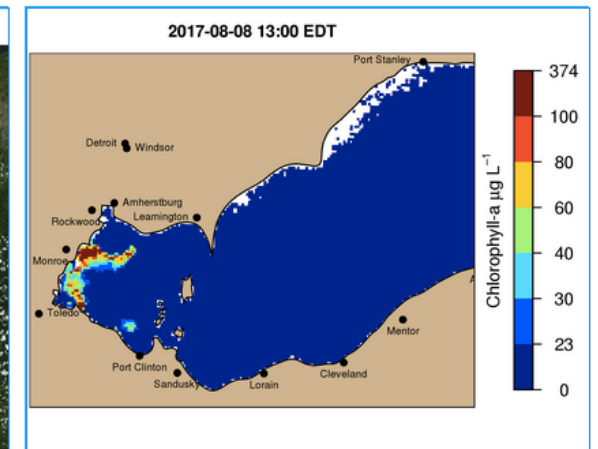 2017-08-08 13:00 EDT
Port Stanley
Detroit
Windsor
Amherstburg
Rockwood
Leamington
Monroe
Toledo
Port Clinton
Sandusky
Lorain
Cleveland
Mentor
A
Chlorophyll-a µg L⁻¹
374
100
80
60
40
30
23
0